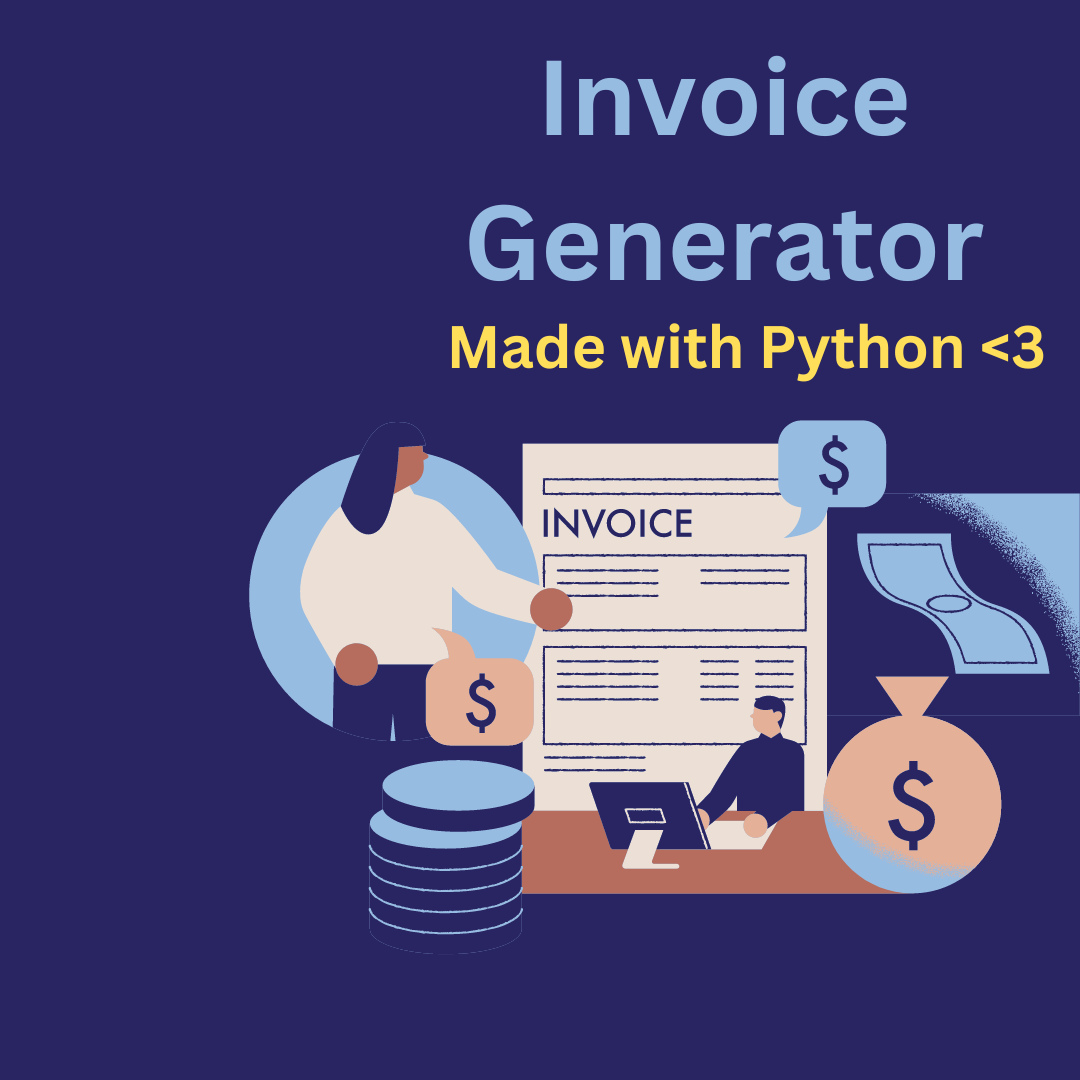 Invoice
Generator
Made with Python <3
$
INVOICE
$
$